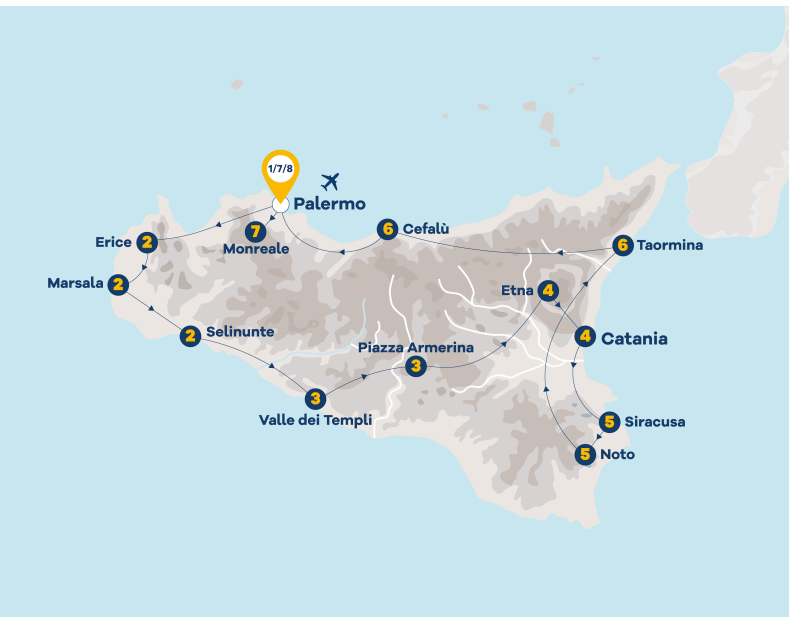 1/7/8
Palermo
6
Cefalù
7
Monreale
Erice
2
6
Taormina
Marsala
2
Etna
4
2
Selinunte
4
Catania
Piazza Armerina
3
3
Valle dei Templi
5
Siracusa
5
Noto